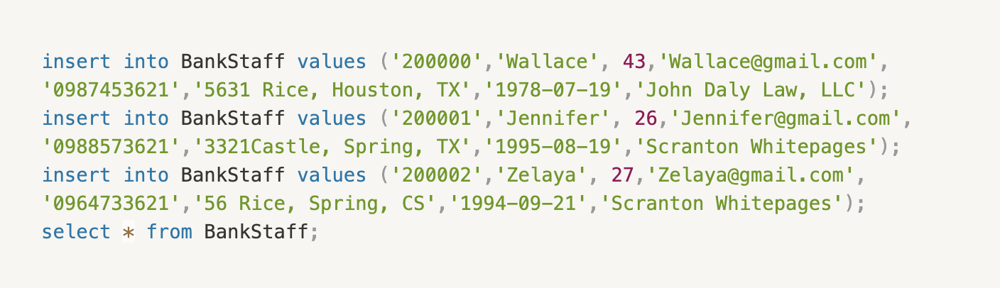 insert into BankStaff values ('200000','Wallace', 43,'Wallace@gmail.com',
'0987453621','5631 Rice, Houston, TX','1978-07-19','John Daly Law, LLC');
insert into BankStaff values ('200001','Jennifer', 26,'Jennifer@gmail.com',
'0988573621','3321Castle, Spring, TX','1995-08-19','Scranton Whitepages');
insert into BankStaff values ('200002','Zelaya', 27,'Zelaya@gmail.com',
'0964733621','56 Rice, Spring, CS','1994-09-21','Scranton Whitepages');
select * from BankStaff;